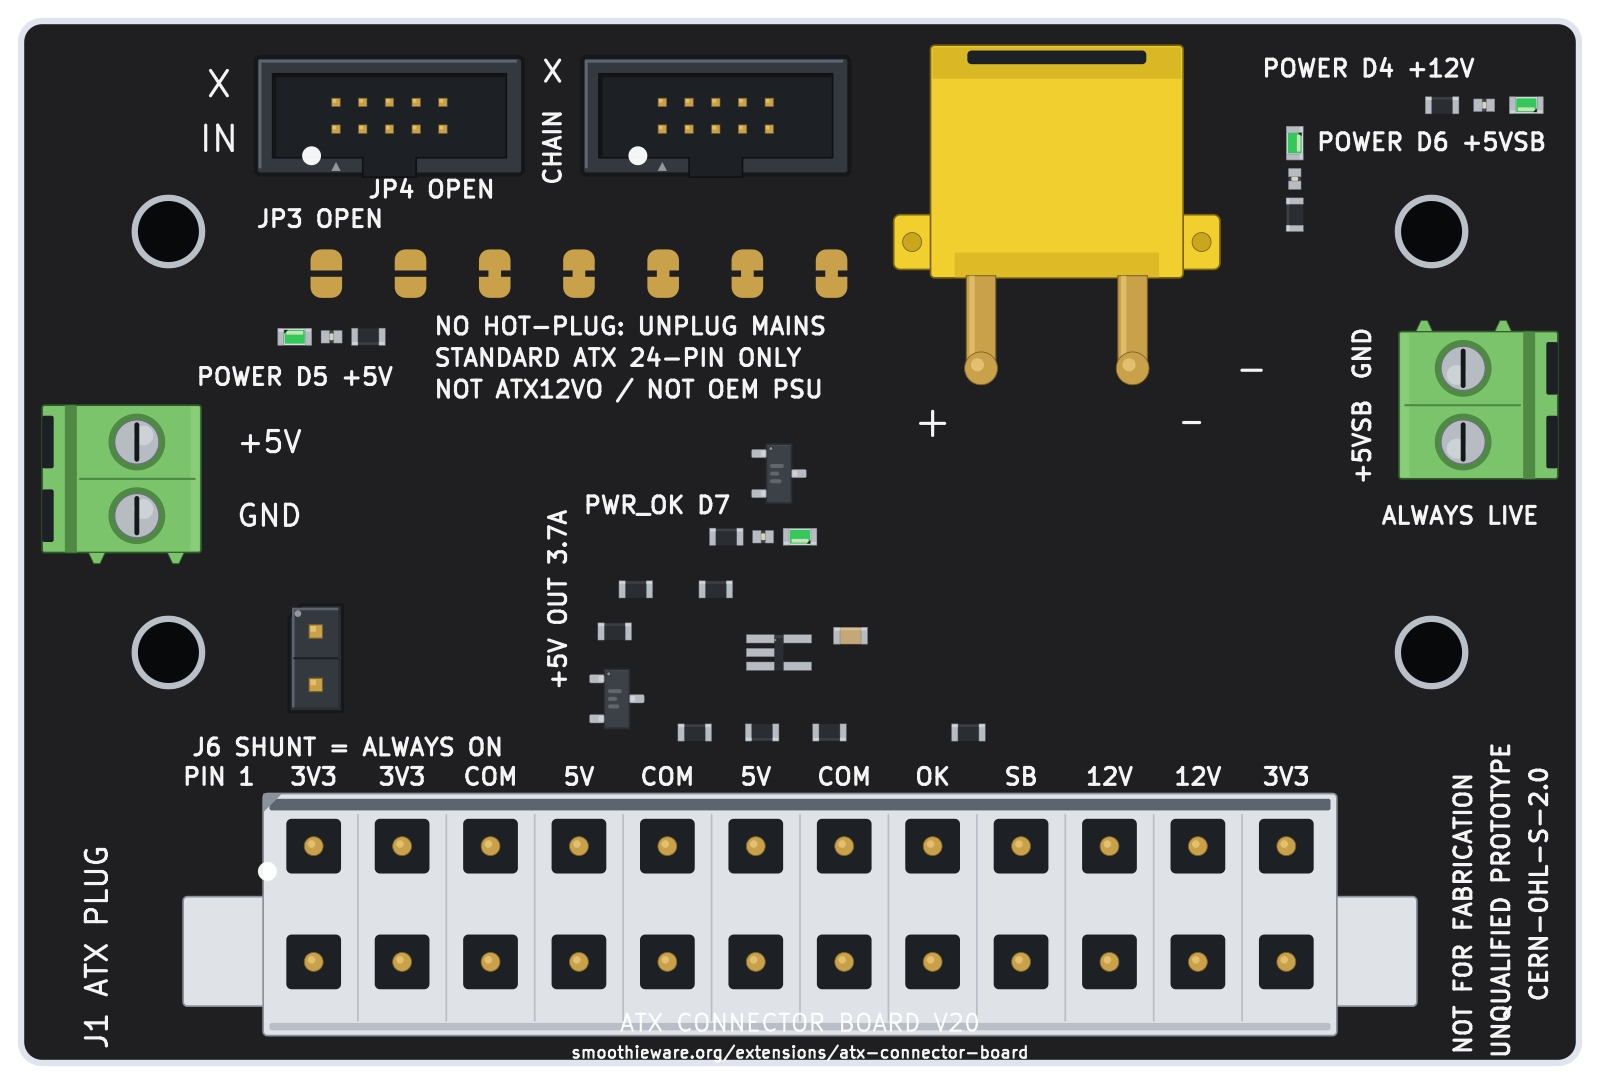 X
IN
CHAIN
X
POWER D4 +12V
POWER D6 +5VSB
JP4 OPEN
JP3 OPEN
NO HOT-PLUG: UNPLUG MAINS
STANDARD ATX 24-PIN ONLY
NOT ATX12VO / NOT OEM PSU
POWER D5 +5V
+5V
GND
+
-
-
GND
+5VSB
ALWAYS LIVE
PWR_OK D7
+5V OUT 3.7A
J6 SHUNT = ALWAYS ON
PIN 1 3V3 3V3 COM 5V COM 5V COM OK SB 12V 12V 3V3
J1 ATX PLUG
NOT FOR FABRICATION
UNQUALIFIED PROTOTYPE
CERN-OHL-S-2.0
ATX CONNECTOR BOARD V20
smoothieware.org/extensions/atx-connector-board